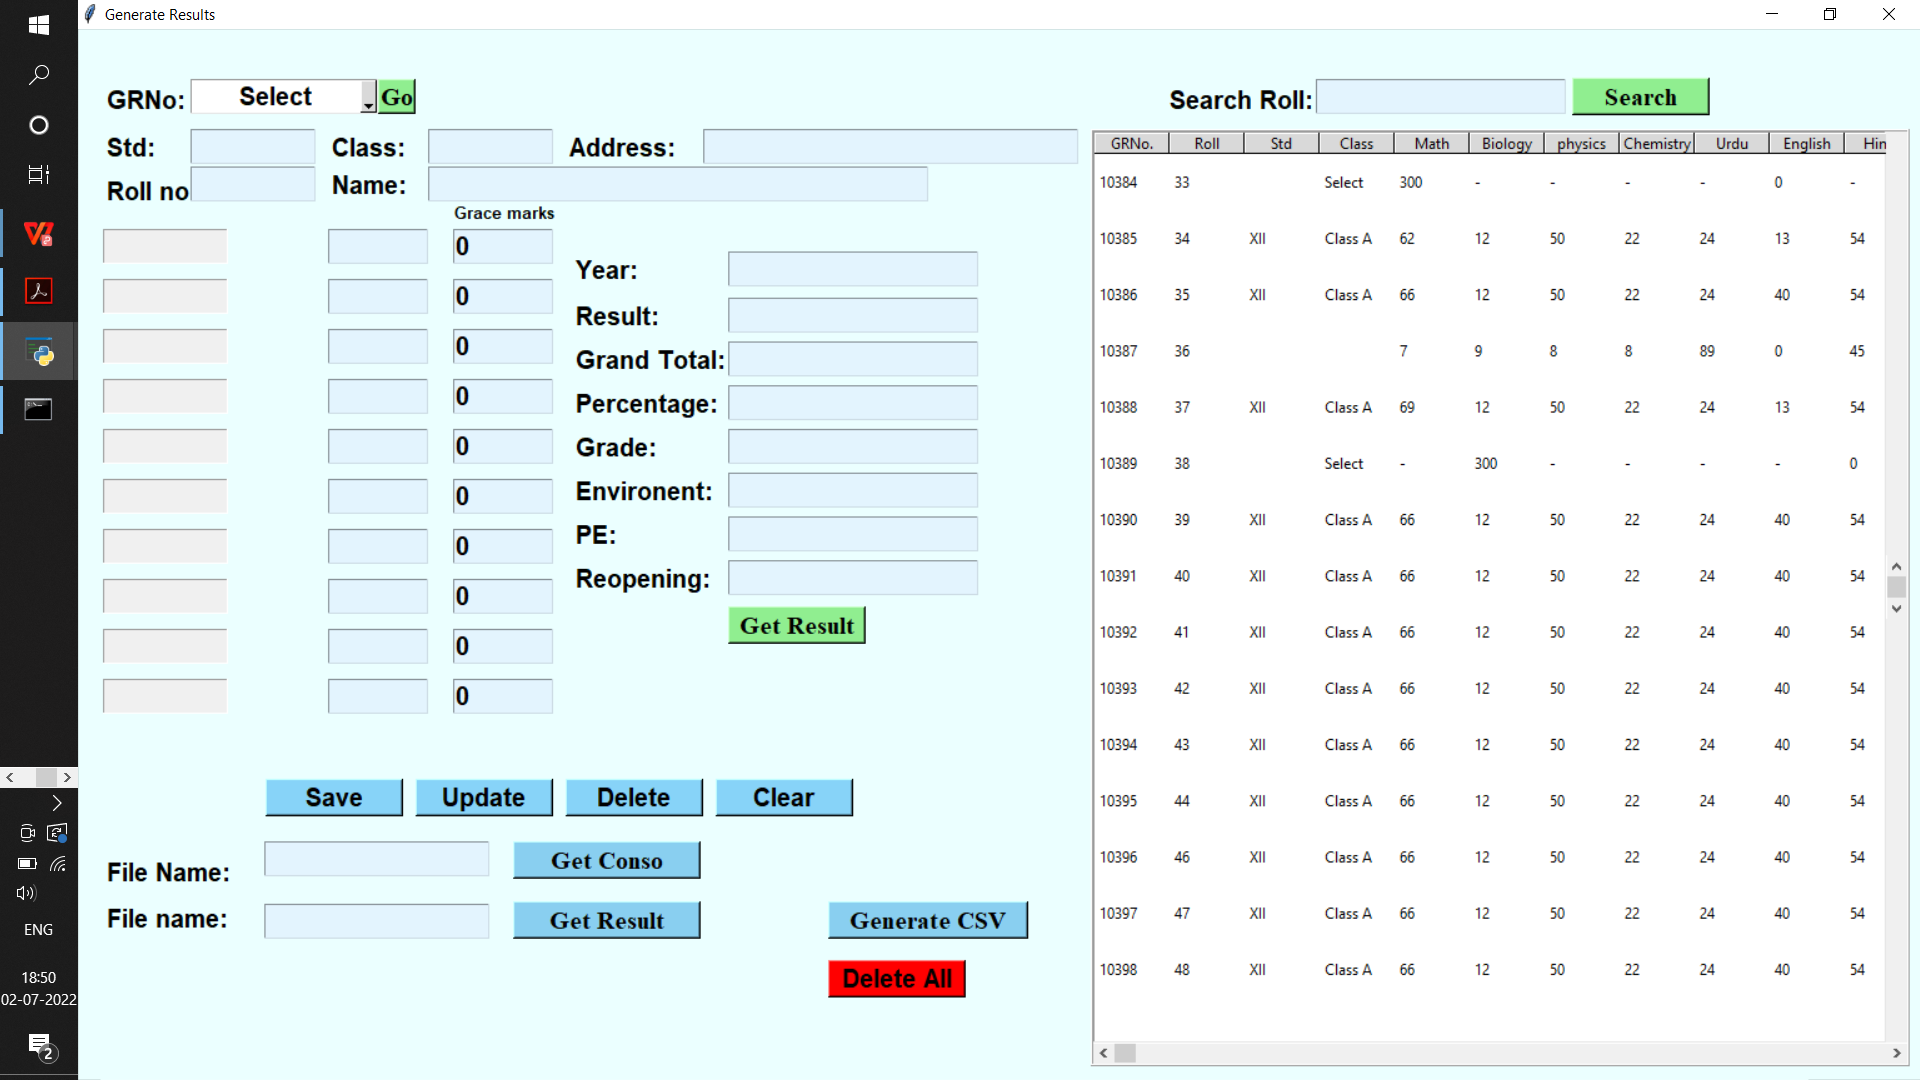 Generate Results
GRNo: Select Go
Search Roll: Search
Std: Class: Address:
Roll no Name:
Grace marks
0
0
0
0
0
0
0
0
0
0
Year:
Result:
Grand Total:
Percentage:
Grade:
Environent:
PE:
Reopening:
Get Result
Save Update Delete Clear
File Name: Get Conso
File name: Get Result Generate CSV
Delete All
GRNo. Roll Std Class Math Biology physics Chemistry Urdu English Hin
10384 33 Select 300 - - - - 0 -
10385 34 XII Class A 62 12 50 22 24 13 54
10386 35 XII Class A 66 12 50 22 24 40 54
10387 36 7 9 8 8 89 0 45
10388 37 XII Class A 69 12 50 22 24 13 54
10389 38 Select - 300 - - - - 0
10390 39 XII Class A 66 12 50 22 24 40 54
10391 40 XII Class A 66 12 50 22 24 40 54
10392 41 XII Class A 66 12 50 22 24 40 54
10393 42 XII Class A 66 12 50 22 24 40 54
10394 43 XII Class A 66 12 50 22 24 40 54
10395 44 XII Class A 66 12 50 22 24 40 54
10396 46 XII Class A 66 12 50 22 24 40 54
10397 47 XII Class A 66 12 50 22 24 40 54
10398 48 XII Class A 66 12 50 22 24 40 54
ENG
18:50
02-07-2022
2